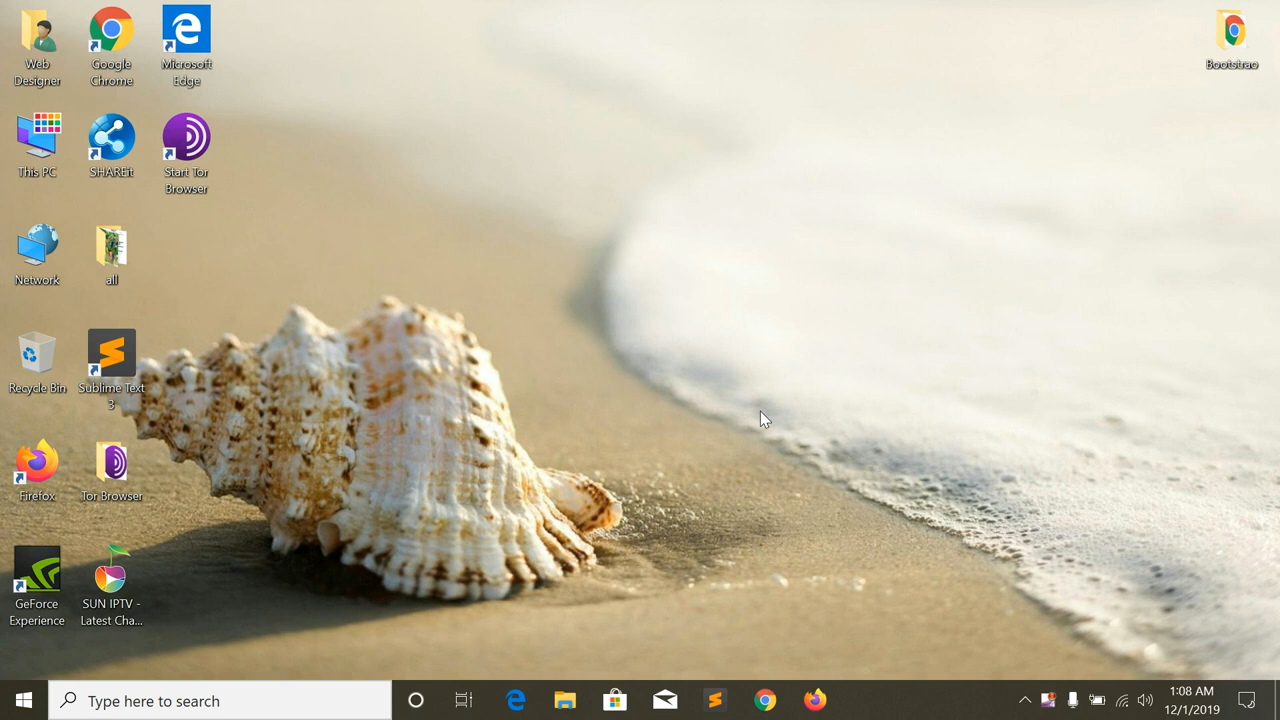 Web
Designer
Google
Chrome
Microsoft
Edge
Bootstrao
This PC
SHAREit
Start Tor
Browser
Network
all
Recycle Bin
Sublime Text
3
Firefox
Tor Browser
GeForce
Experience
SUN IPTV -
Latest Cha...
Type here to search
1:08 AM
12/1/2019